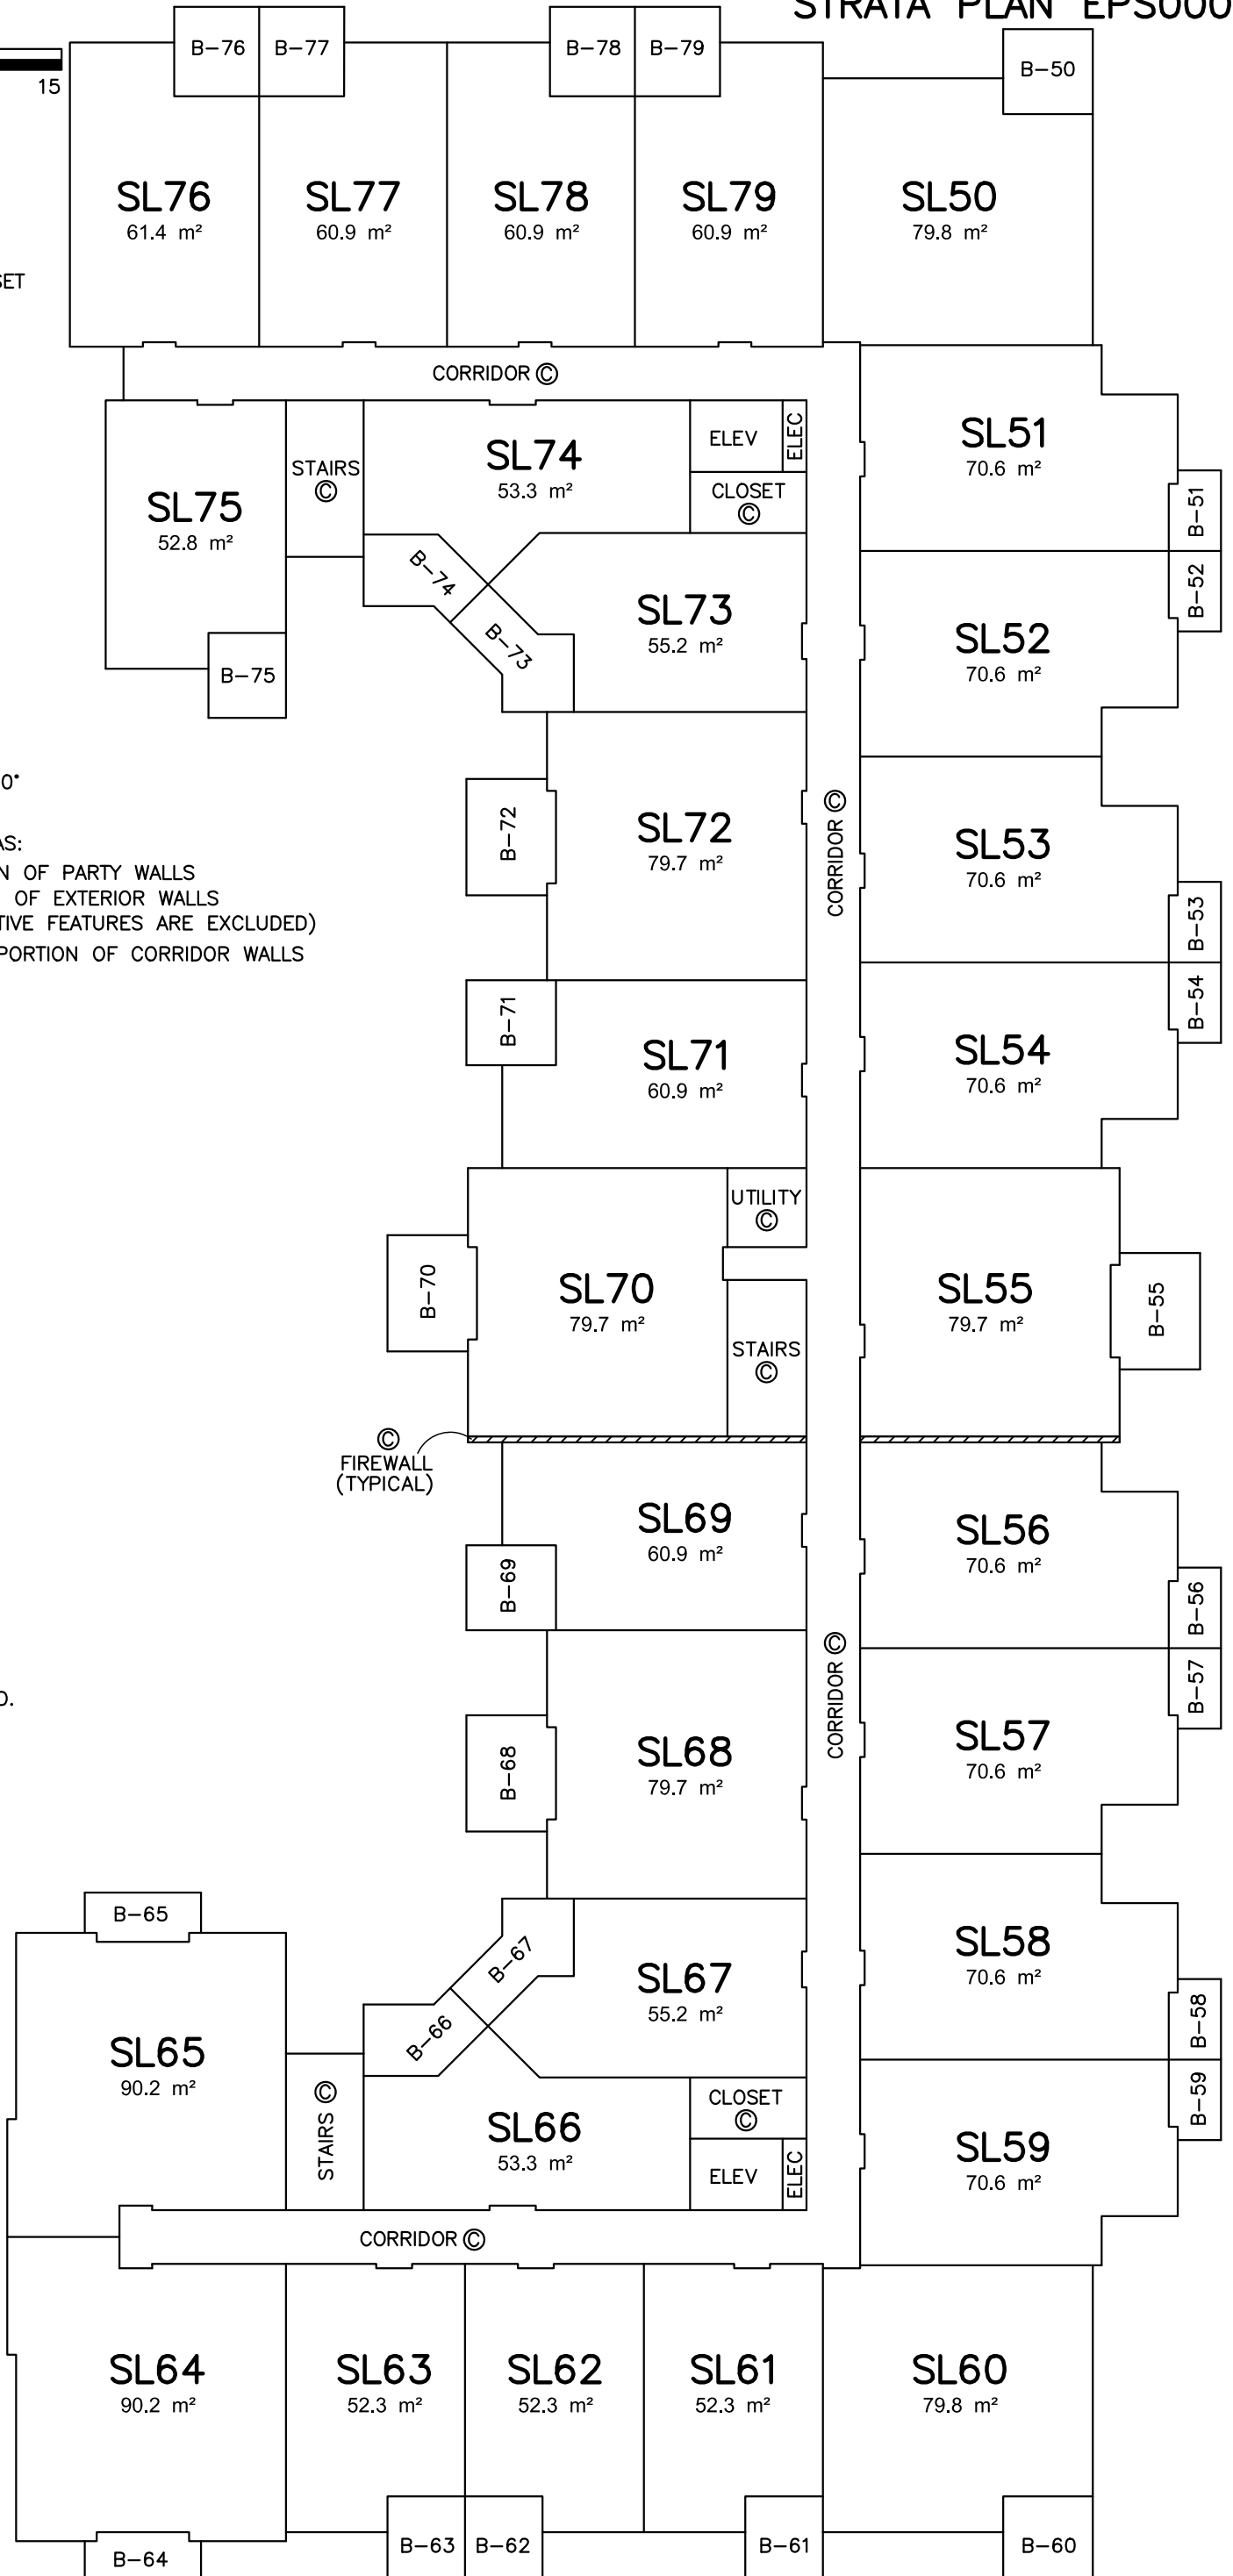 STRATA PLAN EPS000
15
B-76 B-77 B-78 B-79 B-50
SL76 SL77 SL78 SL79 SL50
61.4 m² 60.9 m² 60.9 m² 60.9 m² 79.8 m²
CORRIDOR ©
SL51
70.6 m²
B-51
ELEV
ELEC
CLOSET
©
SL74
53.3 m²
STAIRS
©
SL75
52.8 m²
B-74
B-73
B-75
SL73
55.2 m²
SL52
70.6 m²
B-52
0°
AS:
OF PARTY WALLS
OF EXTERIOR WALLS
FEATURES ARE EXCLUDED)
PORTION OF CORRIDOR WALLS
B-72
SL72
79.7 m²
CORRIDOR ©
SL53
70.6 m²
B-53
B-71
SL71
60.9 m²
SL54
70.6 m²
B-54
UTILITY
©
B-70
SL70
79.7 m²
STAIRS
©
SL55
79.7 m²
B-55
©
FIREWALL
(TYPICAL)
SL69
60.9 m²
B-69
SL56
70.6 m²
B-56
CORRIDOR ©
B-68
SL68
79.7 m²
SL57
70.6 m²
B-57
B-65
SL65
90.2 m²
B-67
B-66
SL67
55.2 m²
SL58
70.6 m²
B-58
STAIRS ©
SL66
53.3 m²
CLOSET
©
ELEV
ELEC
SL59
70.6 m²
B-59
CORRIDOR ©
SL64 SL63 SL62 SL61 SL60
90.2 m² 52.3 m² 52.3 m² 52.3 m² 79.8 m²
B-64 B-63 B-62 B-61 B-60